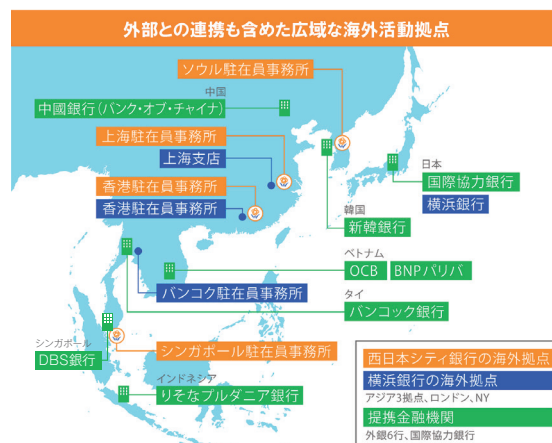 外部との連携も含めた広域な海外活動拠点
ソウル駐在員事務所
中国
中國銀行(バンク・オブ・チャイナ)
上海駐在員事務所
上海支店
香港駐在員事務所
香港駐在員事務所
日本
国際協力銀行
横浜銀行
韓国
新韓銀行
ベトナム
OCB BNPパリバ
バンコク駐在員事務所
タイ
バンコック銀行
シンガポール
DBS銀行
シンガポール駐在員事務所
インドネシア
りそなプルダニア銀行
西日本シティ銀行の海外拠点
横浜銀行の海外拠点
アジア3拠点、ロンドン、NY
提携金融機関
外銀6行、国際協力銀行